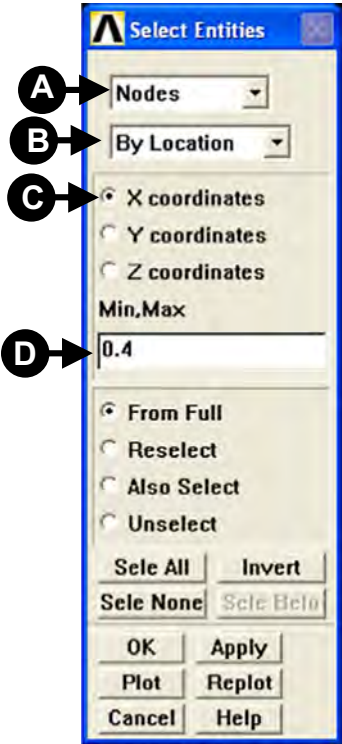 Select Entities
A Nodes
B By Location
C X coordinates
Y coordinates
Z coordinates
Min,Max
D 0.4
From Full
Reselect
Also Select
Unselect
Sele All Invert
Sele None Sele Belo
OK Apply
Plot Replot
Cancel Help